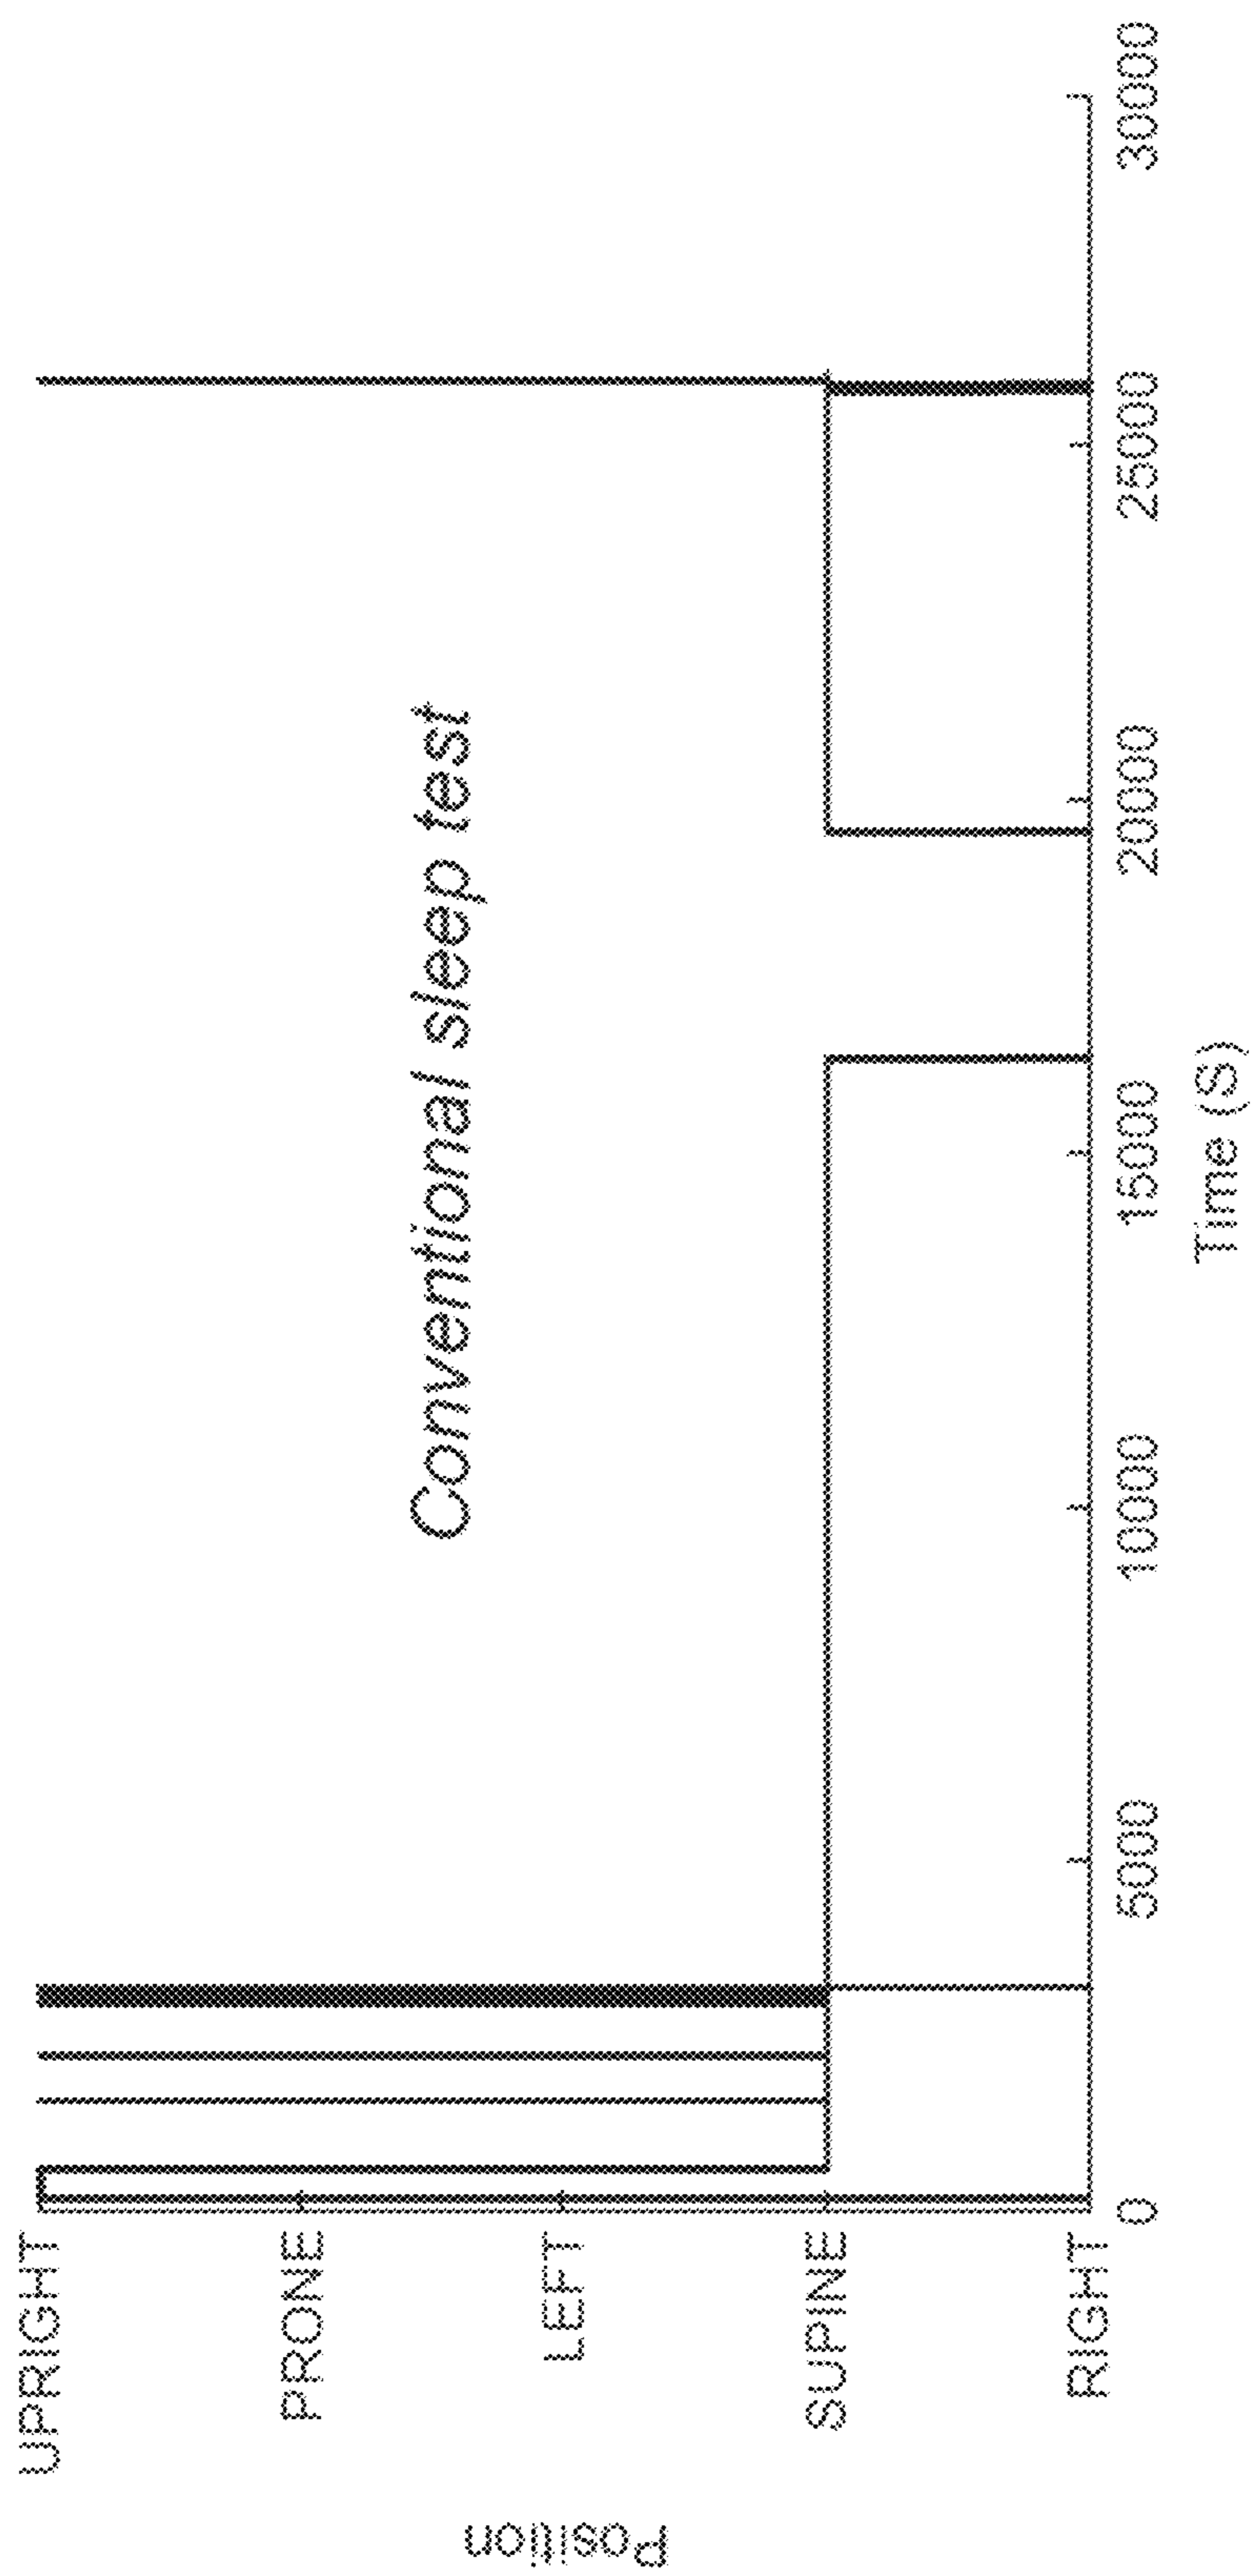 Conventional sleep test
Position
UPRIGHT
PRONE
LEFT
SUPINE
RIGHT
0 5000 10000 15000 20000 25000 30000
Time (S)